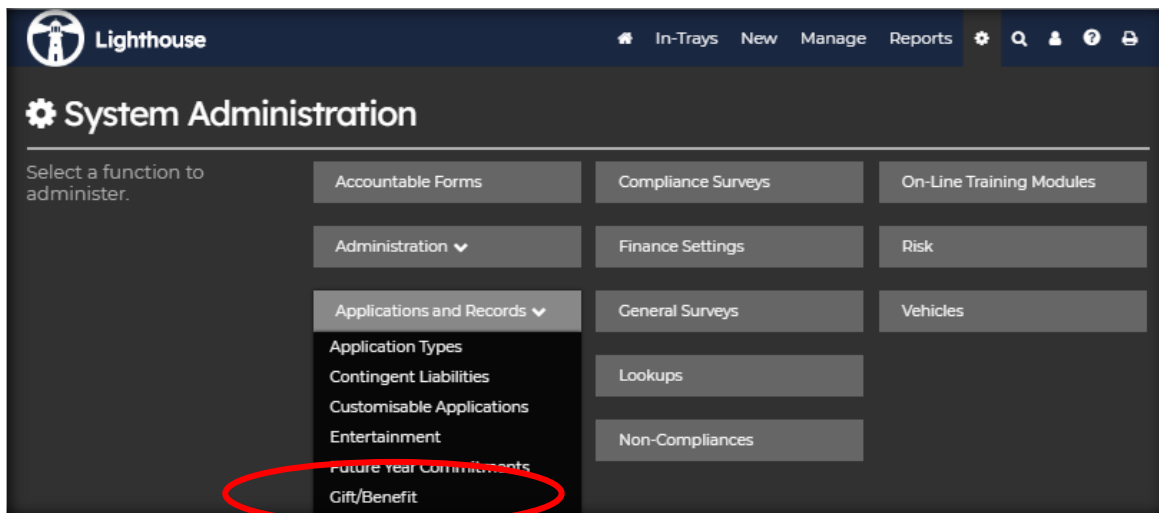 Lighthouse
In-Trays New Manage Reports
System Administration
Select a function to
administer.
Accountable Forms
Compliance Surveys
On-Line Training Modules
Administration
Finance Settings
Risk
Applications and Records
General Surveys
Vehicles
Application Types
Contingent Liabilities
Lookups
Customisable Applications
Entertainment
Non-Compliances
Future Year Commitments
Gift/Benefit